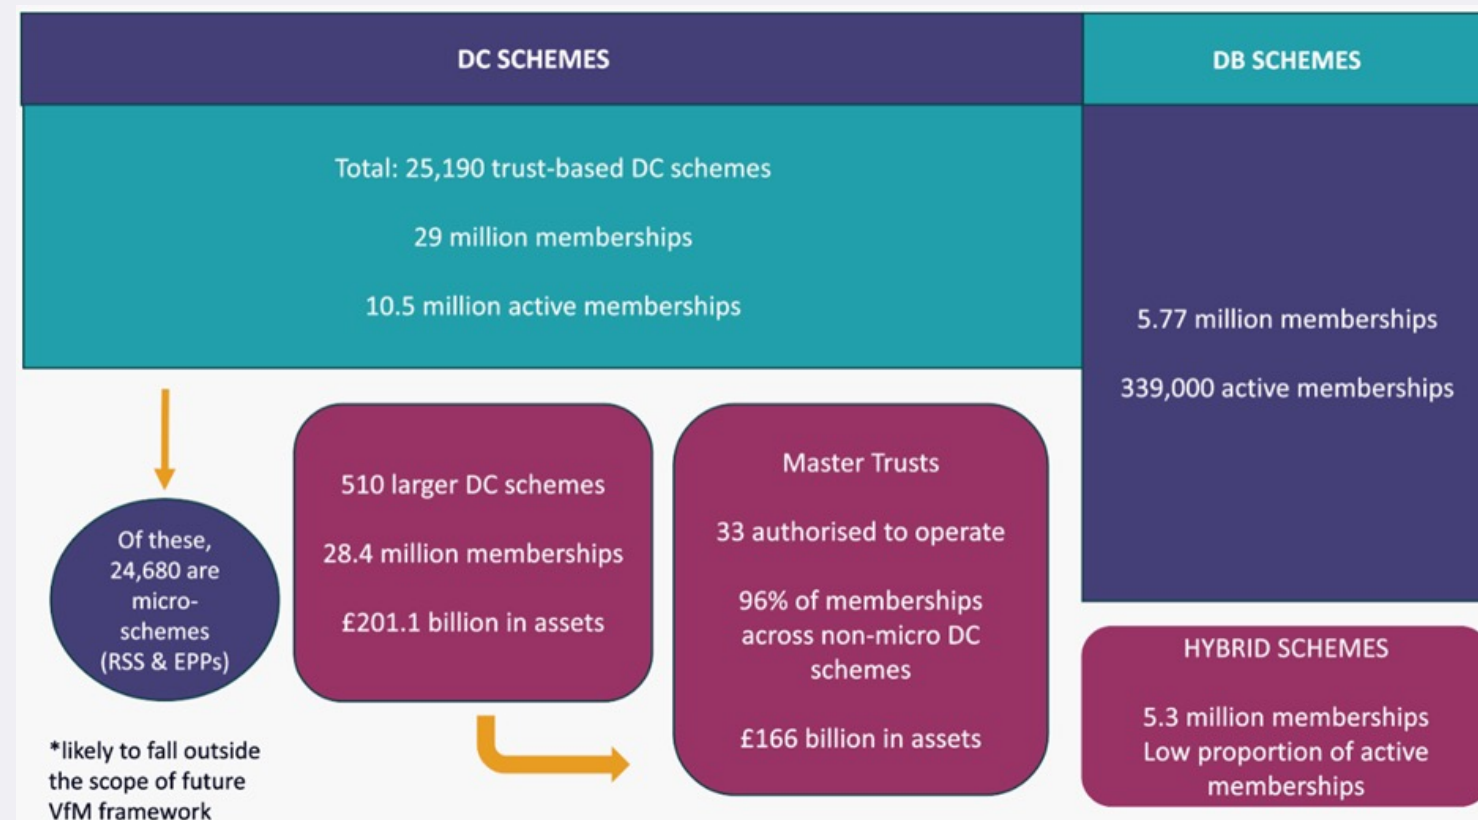 DC SCHEMES
DB SCHEMES
Total: 25,190 trust-based DC schemes
29 million memberships
10.5 million active memberships
5.77 million memberships
339,000 active memberships
Of these,
24,680 are
micro-
schemes
(RSS & EPPs)
*likely to fall outside
the scope of future
VfM framework
510 larger DC schemes
28.4 million memberships
£201.1 billion in assets
Master Trusts
33 authorised to operate
96% of memberships
across non-micro DC
schemes
£166 billion in assets
HYBRID SCHEMES
5.3 million memberships
Low proportion of active
memberships